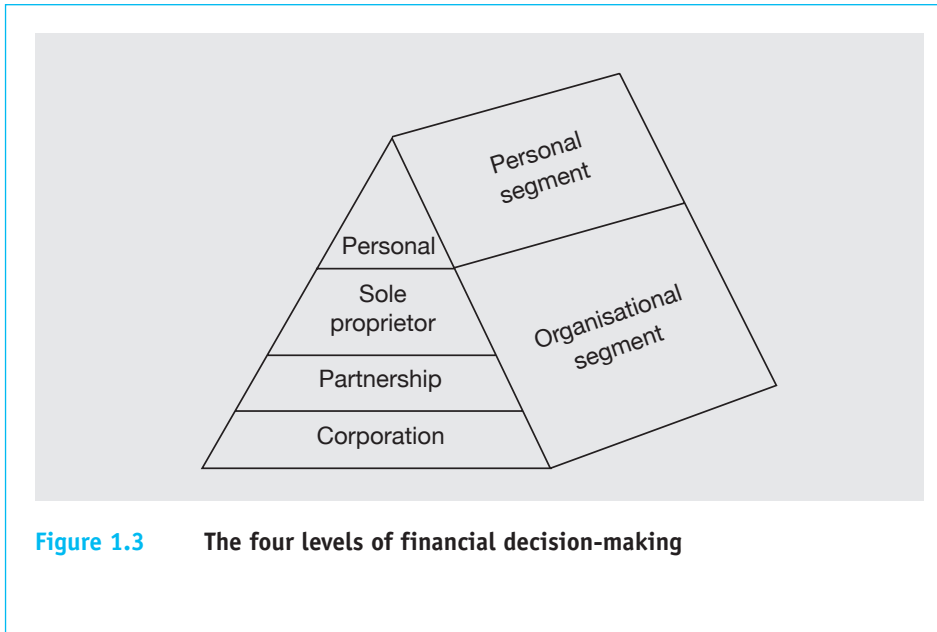 Personal
segment
Personal
Sole
proprietor
Organisational
segment
Partnership
Corporation
Figure 1.3 The four levels of financial decision-making